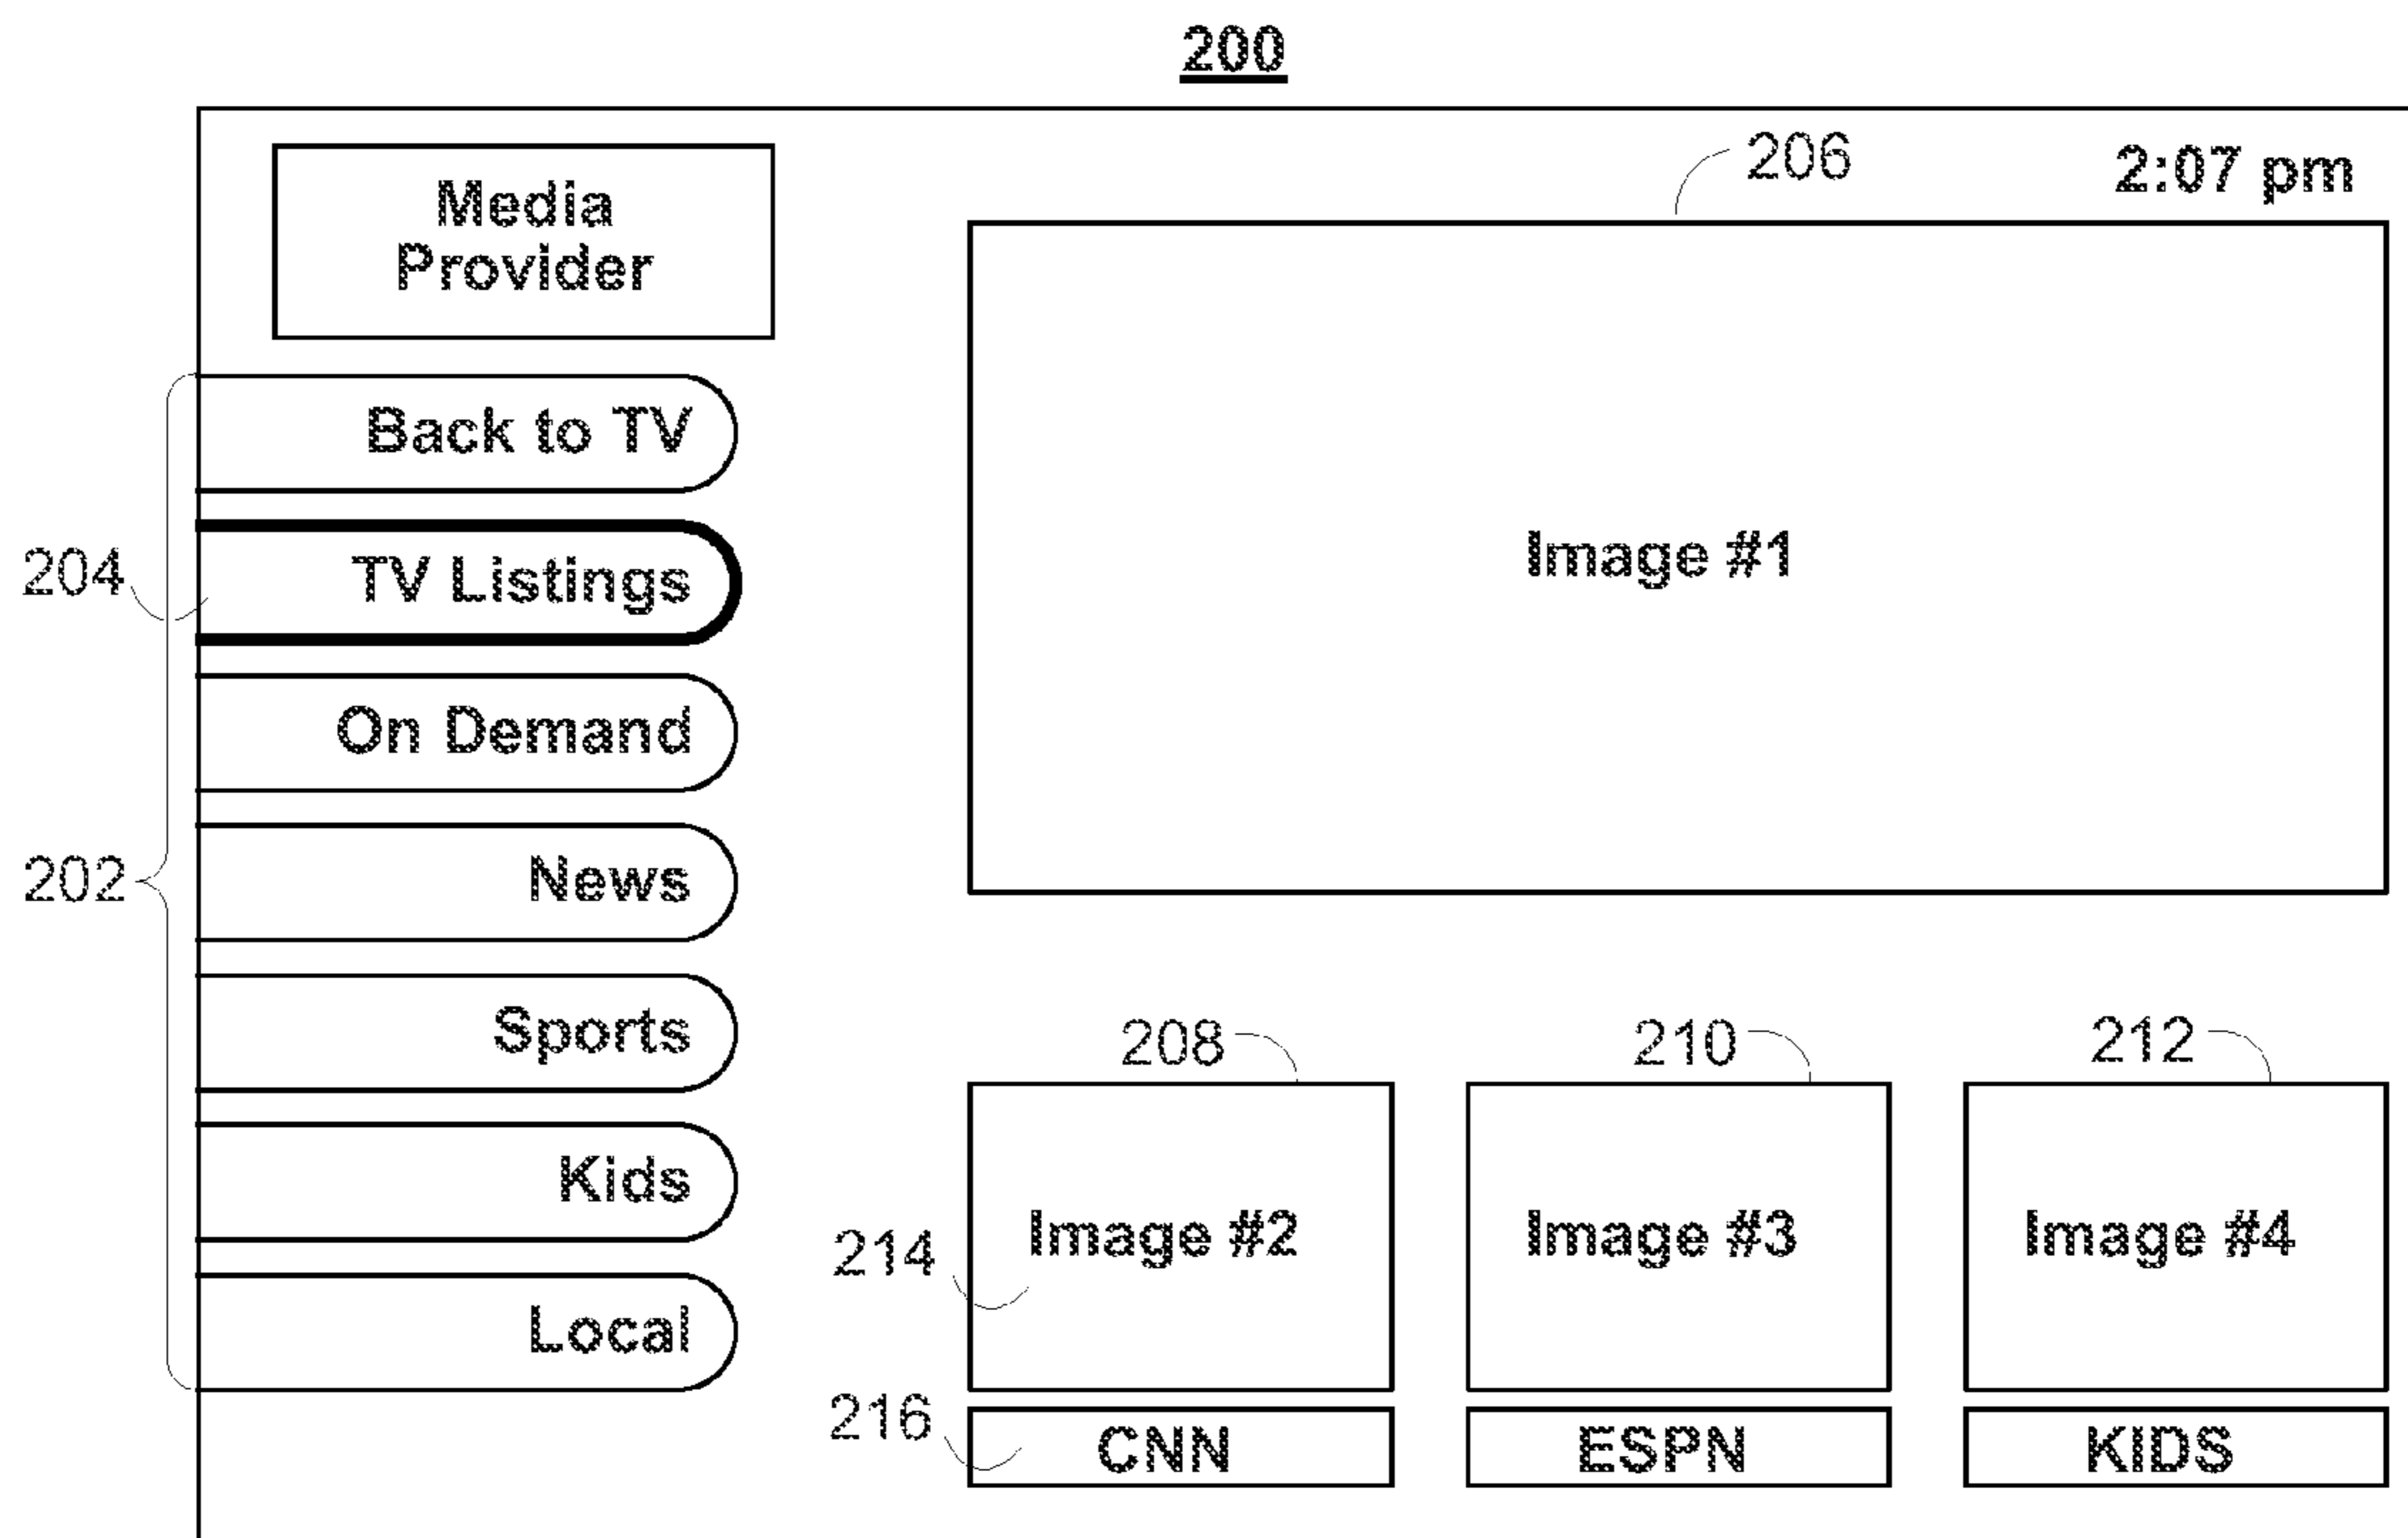 200
206
2:07 pm
Media
Provider
Back to TV
204
TV Listings
Image #1
On Demand
202
News
Sports
208
210
212
Kids
214
Image #2
Image #3
Image #4
Local
216
CNN
ESPN
KIDS